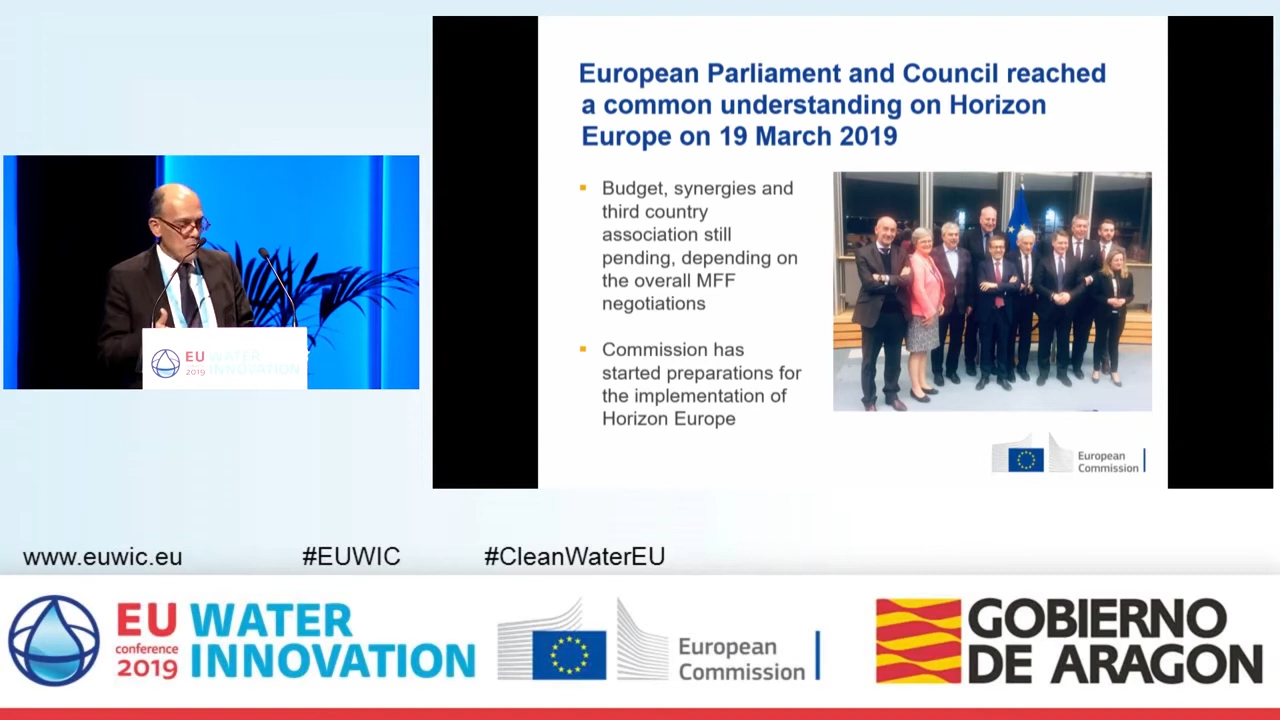 European Parliament and Council reached
a common understanding on Horizon
Europe on 19 March 2019
Budget, synergies and
third country
association still
pending, depending on
the overall MFF
negotiations
Commission has
started preparations for
the implementation of
Horizon Europe
European
Commission
EU WATER
2019 INNOVATION
www.euwic.eu #EUWIC #CleanWaterEU
EU WATER
conference
2019 INNOVATION
European
Commission
GOBIERNO
DE ARAGON